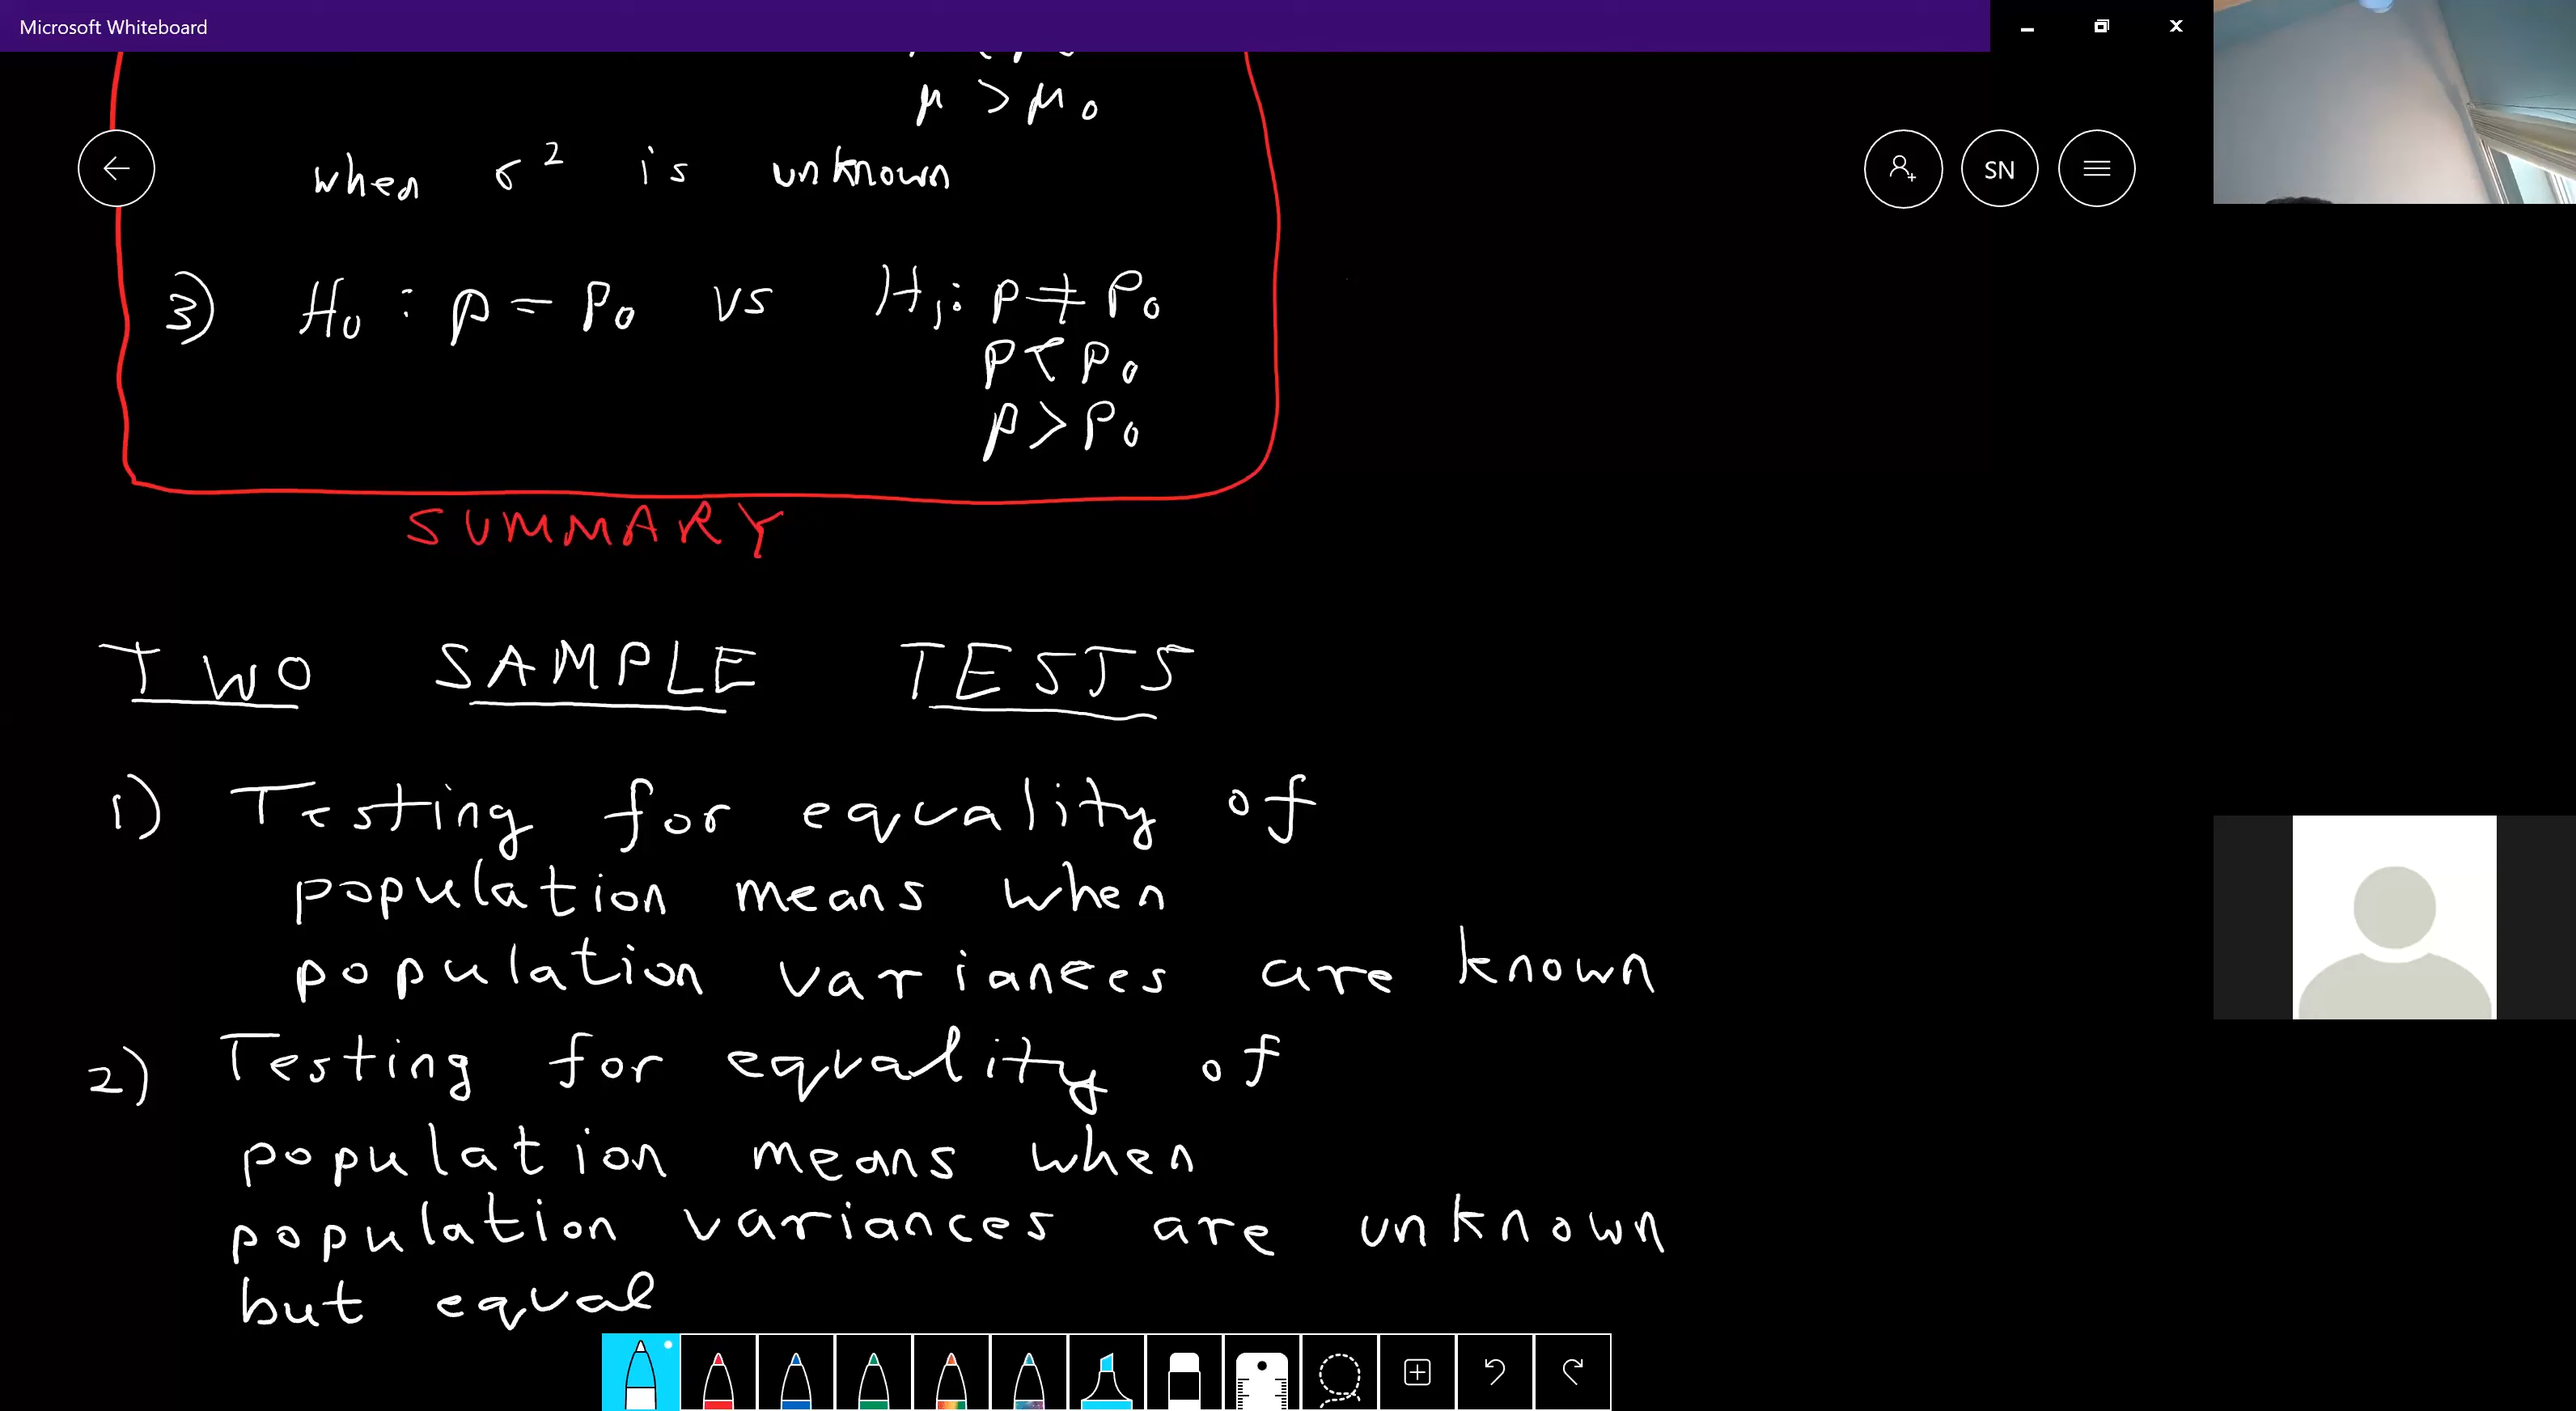 Microsoft Whiteboard
μ > μ₀
when σ² is unknown
SN
3) H₀ : p = p₀ vs H₁: p ≠ p₀
p < p₀
p > p₀
SUMMARY
TWO SAMPLE TESTS
1) Testing for equality of
population means when
population variances are known
2) Testing for equality of
population means when
population variances are unknown
but equal